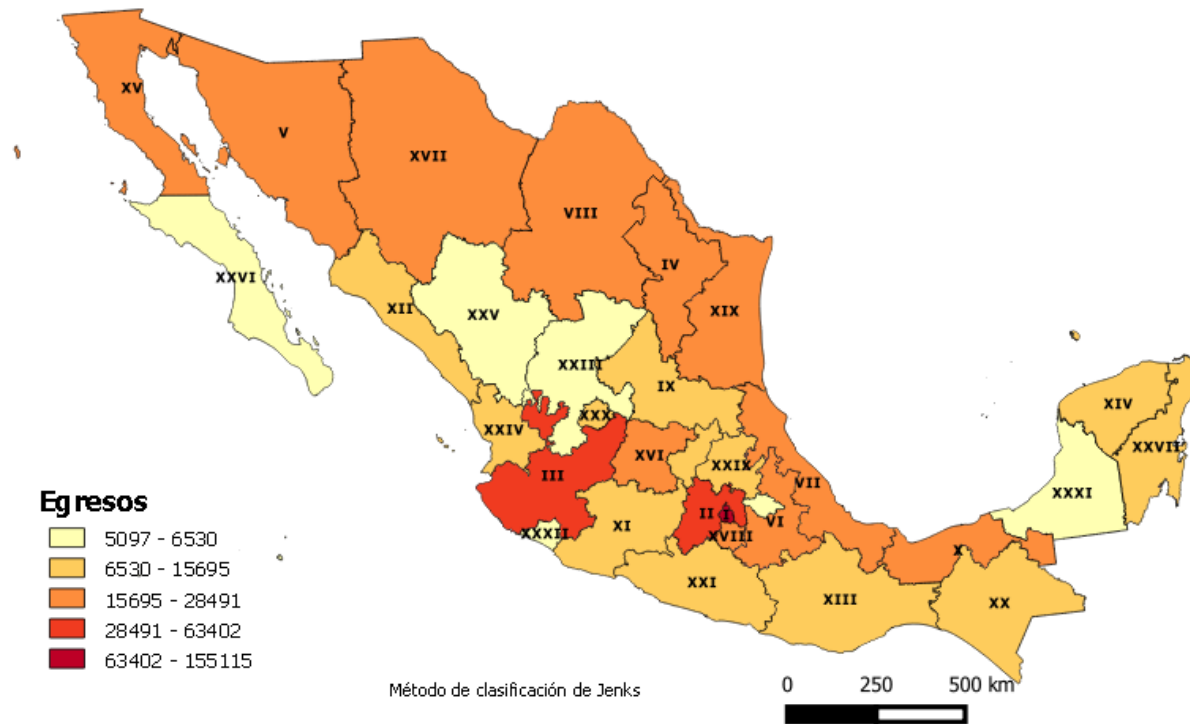 XV
V
XVII
VIII
IV
XIX
XXVI
XII
XXV
XXIII
IX
XXIV
XXX
XVI
XXIX
III
VII
XIV
XXVII
XXXI
II
I
VI
XI
XVIII
XXXII
X
XXI
XIII
XX
Egresos
5097 - 6530
6530 - 15695
15695 - 28491
28491 - 63402
63402 - 155115
Método de clasificación de Jenks
0 250 500 km